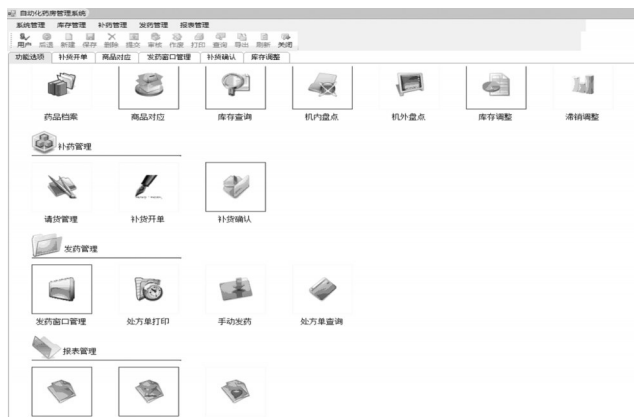 自动化药房管理系统
系统管理 库存管理 补药管理 发药管理 报表管理
用户 后退 新建 保存 删除 提交 审核 作废 打印 查询 导出 刷新 关闭
功能选项 补货开单 商品对应 发药窗口管理 补货确认 库存调整
药品档案 商品对应 库存查询 机内盘点 机外盘点 库存调整 滞销调整
补药管理
请货管理 补货开单 补货确认
发药管理
发药窗口管理 处方单打印 手动发药 处方单查询
报表管理